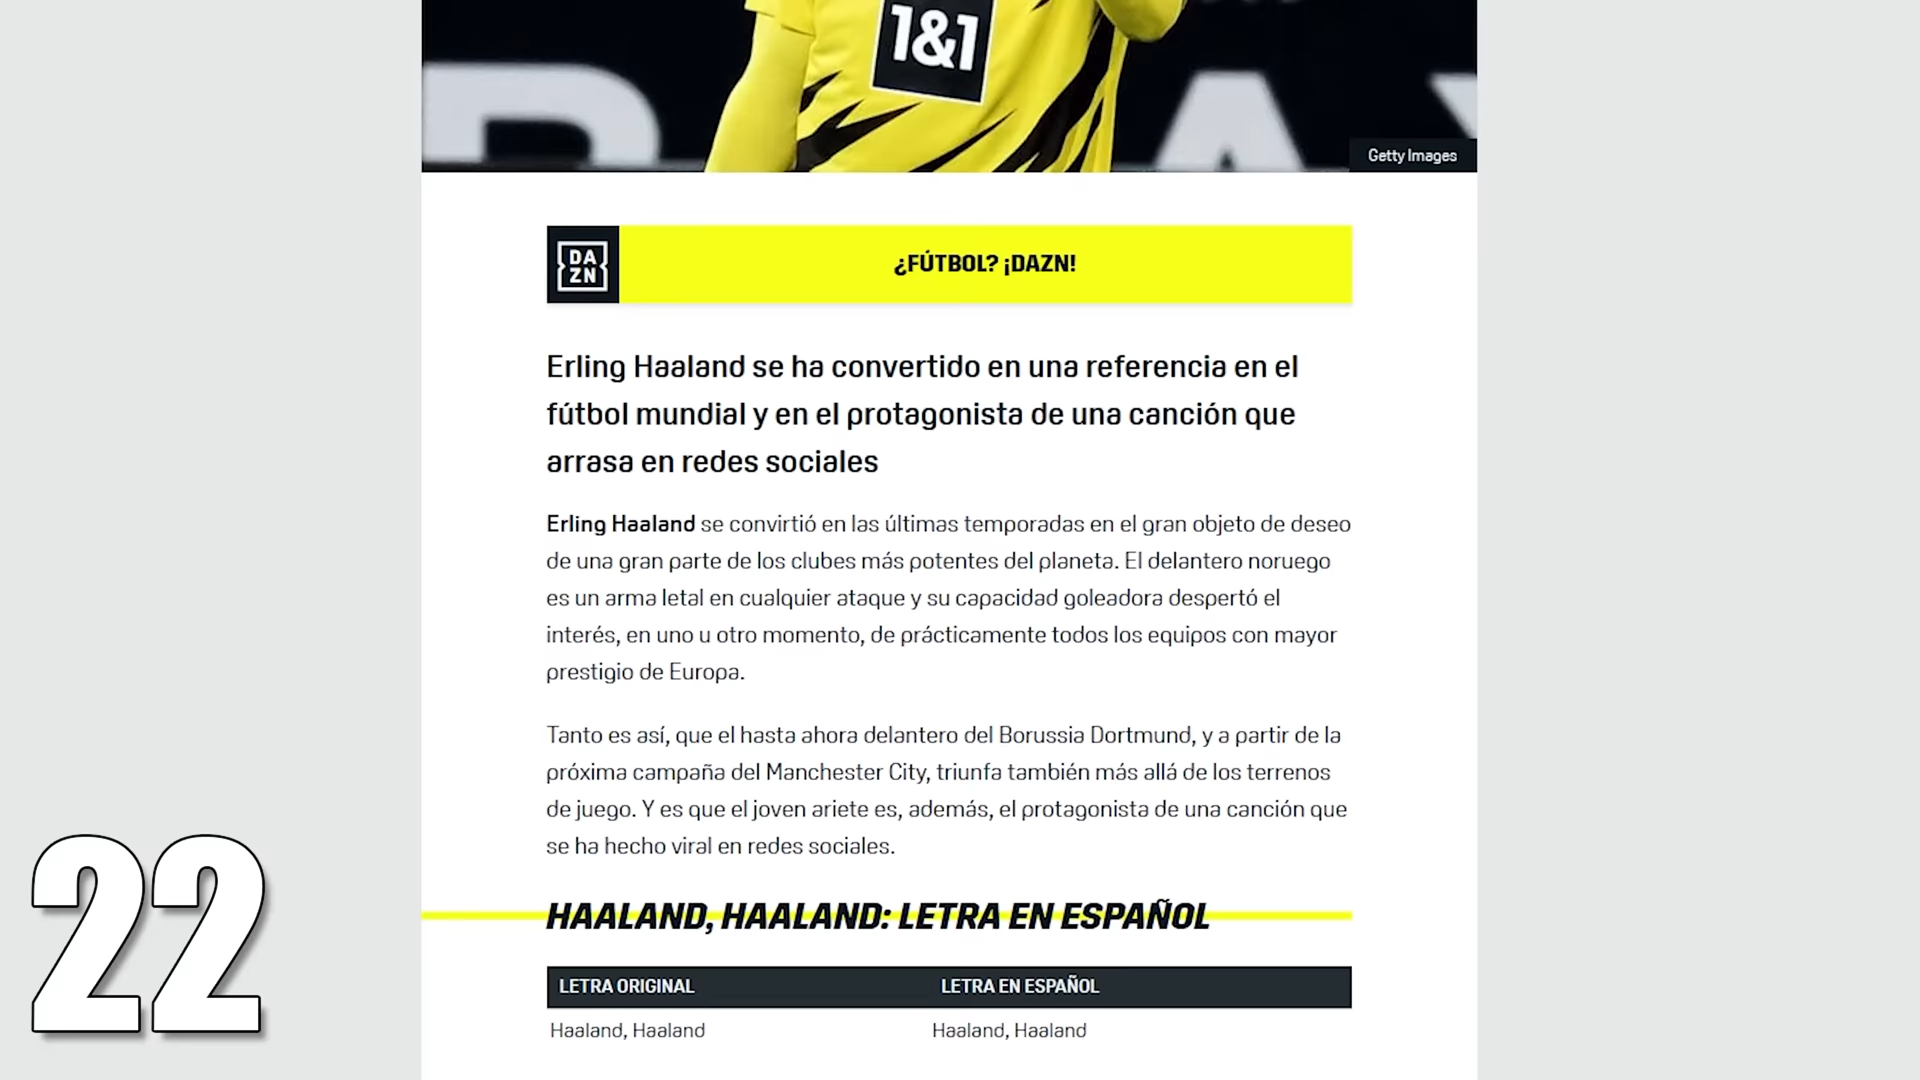 1&1
Getty Images
DA
ZN
¿FÚTBOL? ¡DAZN!
Erling Haaland se ha convertido en una referencia en el
fútbol mundial y en el protagonista de una canción que
arrasa en redes sociales
Erling Haaland se convirtió en las últimas temporadas en el gran objeto de deseo
de una gran parte de los clubes más potentes del planeta. El delantero noruego
es un arma letal en cualquier ataque y su capacidad goleadora despertó el
interés, en uno u otro momento, de prácticamente todos los equipos con mayor
prestigio de Europa.
Tanto es así, que el hasta ahora delantero del Borussia Dortmund, y a partir de la
próxima campaña del Manchester City, triunfa también más allá de los terrenos
de juego. Y es que el joven ariete es, además, el protagonista de una canción que
se ha hecho viral en redes sociales.
HAALAND, HAALAND: LETRA EN ESPAÑOL
LETRA ORIGINAL LETRA EN ESPAÑOL
Haaland, Haaland Haaland, Haaland
22